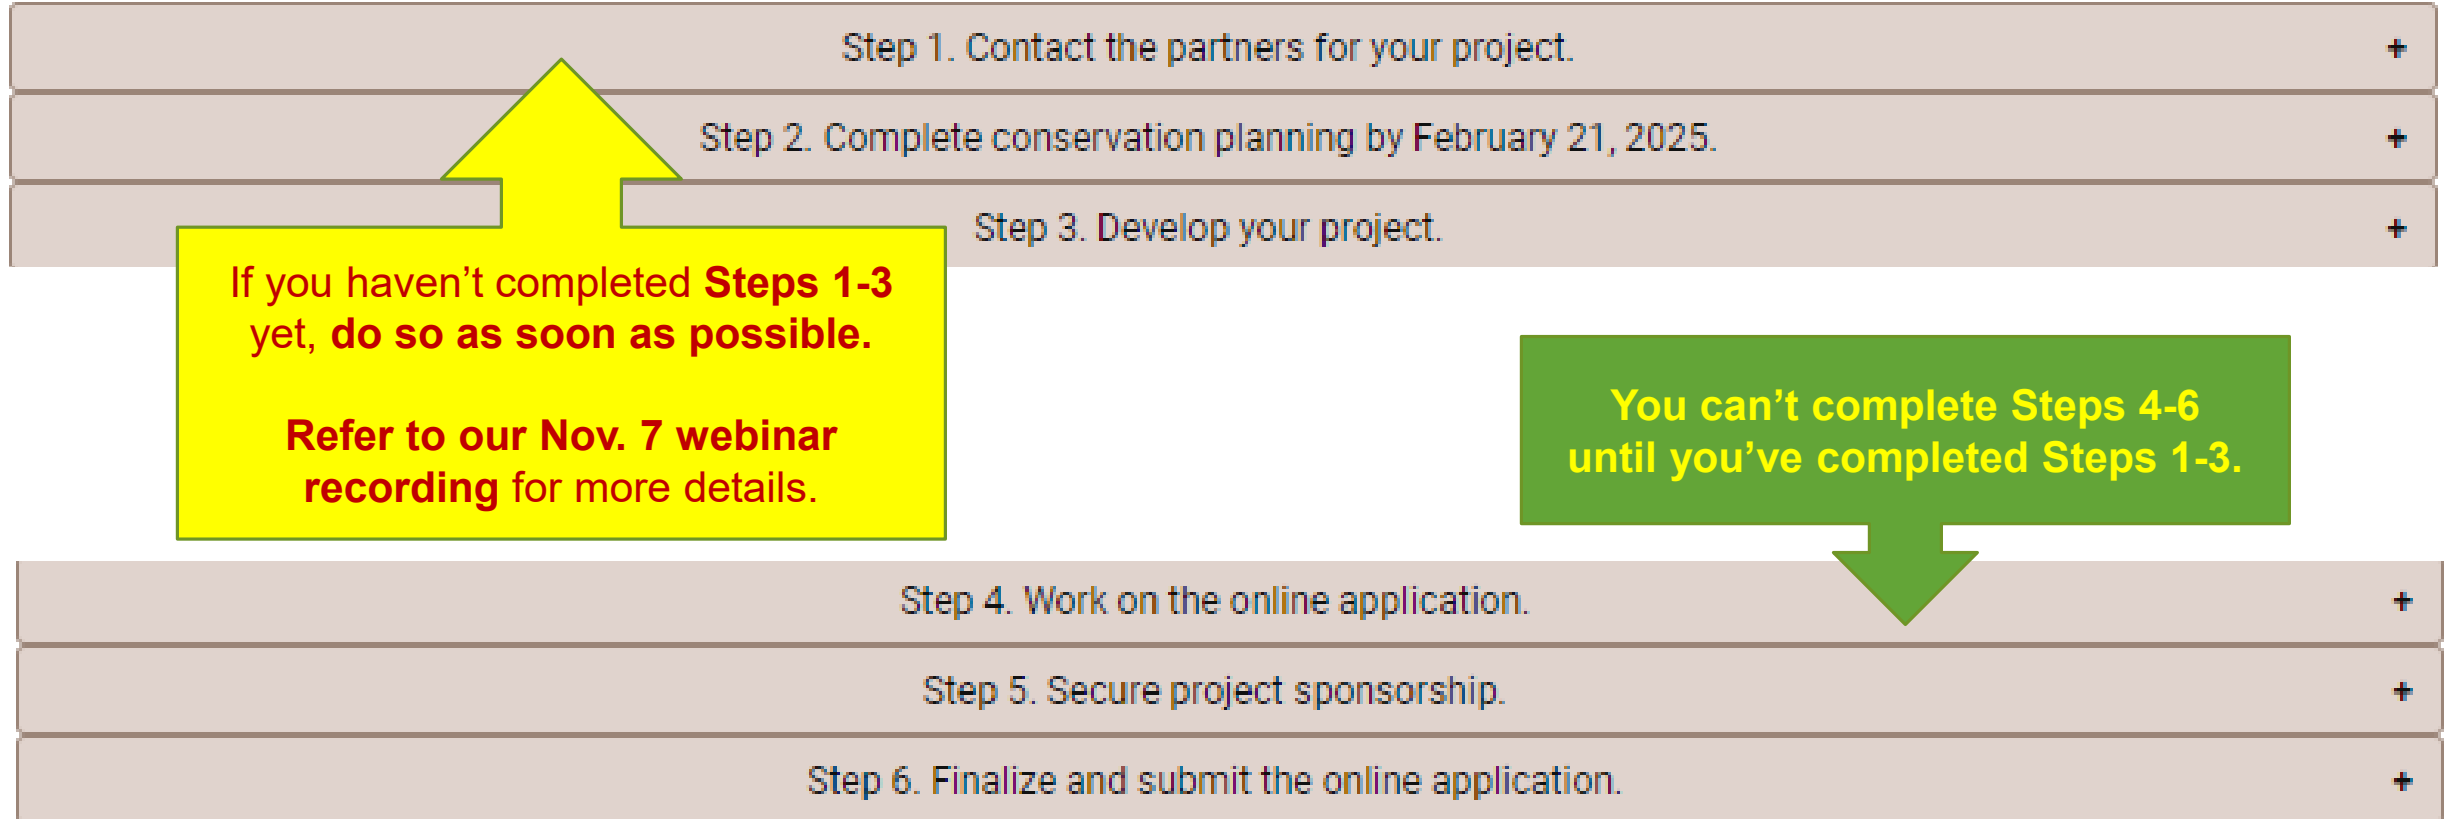 Step 1. Contact the partners for your project. +
Step 2. Complete conservation planning by February 21, 2025. +
Step 3. Develop your project. +
If you haven’t completed Steps 1-3
yet, do so as soon as possible.
Refer to our Nov. 7 webinar
recording for more details.
You can’t complete Steps 4-6
until you’ve completed Steps 1-3.
Step 4. Work on the online application. +
Step 5. Secure project sponsorship. +
Step 6. Finalize and submit the online application. +